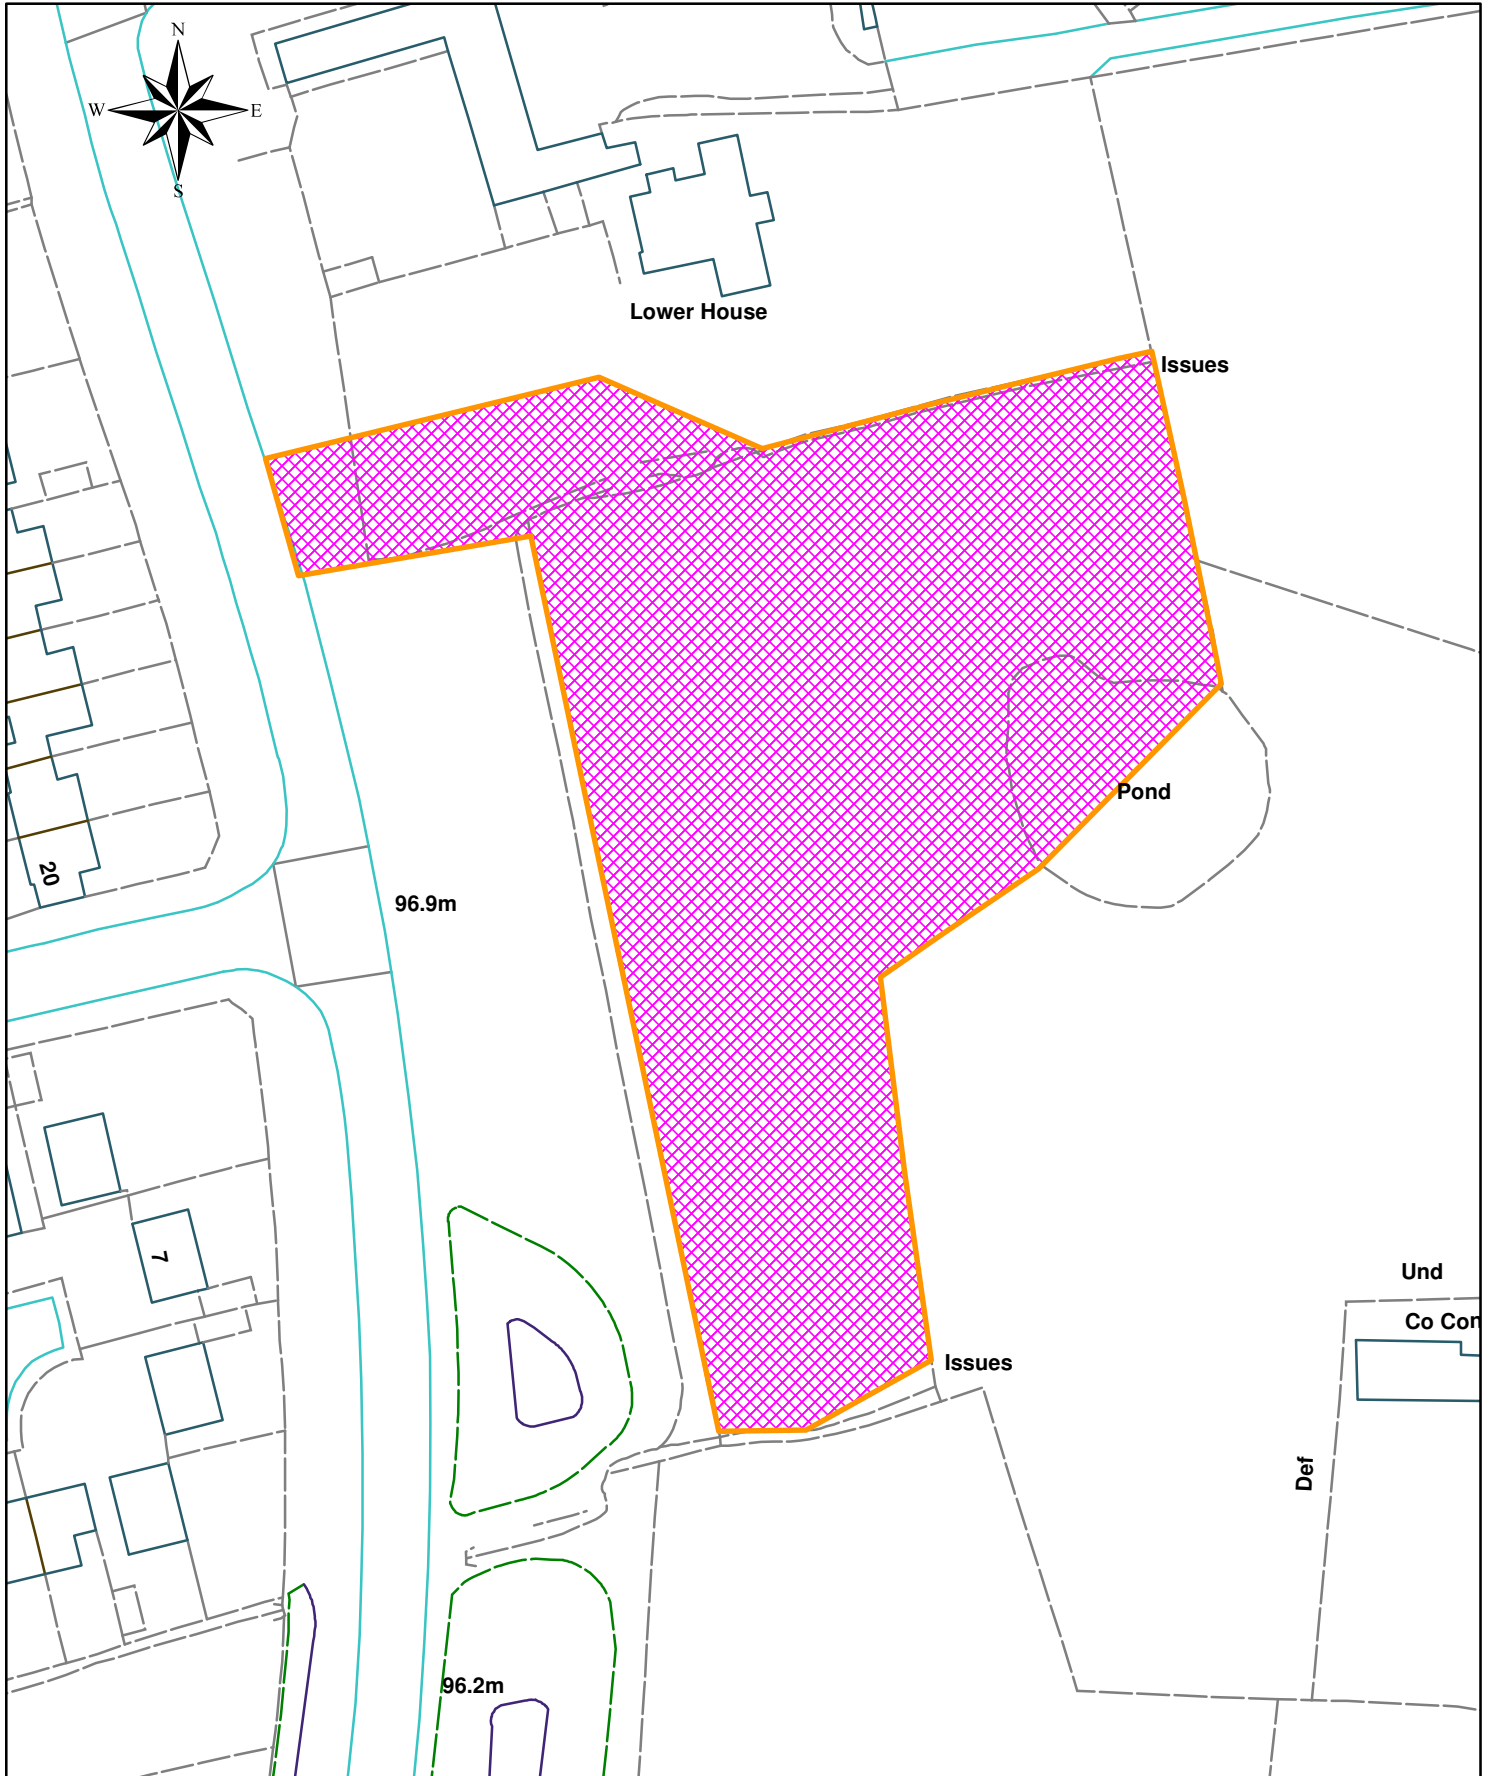 N
W
E
S
Lower House
Issues
Pond
20
96.9m
7
Und
Co Con
Issues
Def
96.2m